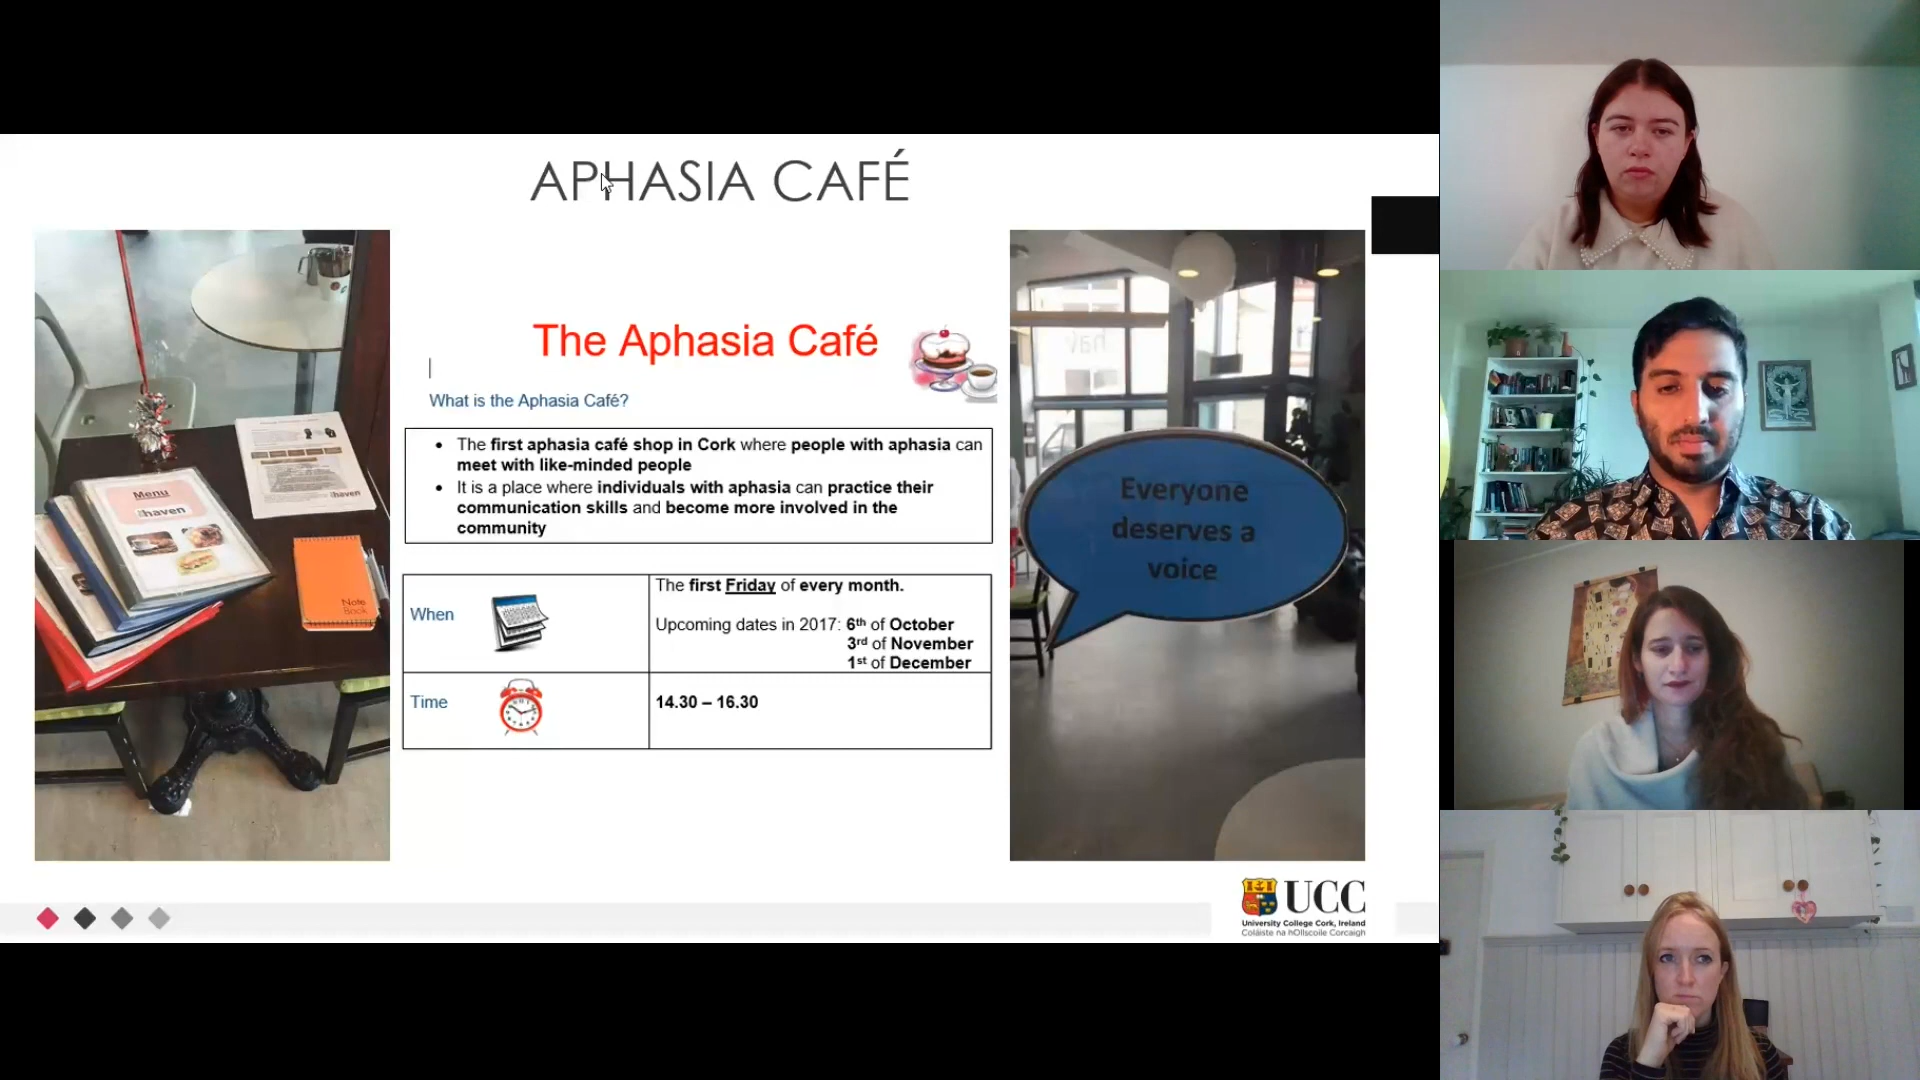 APHASIA CAFÉ
The Aphasia Café
What is the Aphasia Café?
• The first aphasia café shop in Cork where people with aphasia can
meet with like-minded people
• It is a place where individuals with aphasia can practice their
communication skills and become more involved in the
community
When
The first Friday of every month.
Upcoming dates in 2017: 6th of October
3rd of November
1st of December
Time
14.30 – 16.30
Menu
haven
haven
Note
Book
Everyone
deserves a
voice
UCC
University College Cork, Ireland
Coláiste na hOllscoile Corcaigh